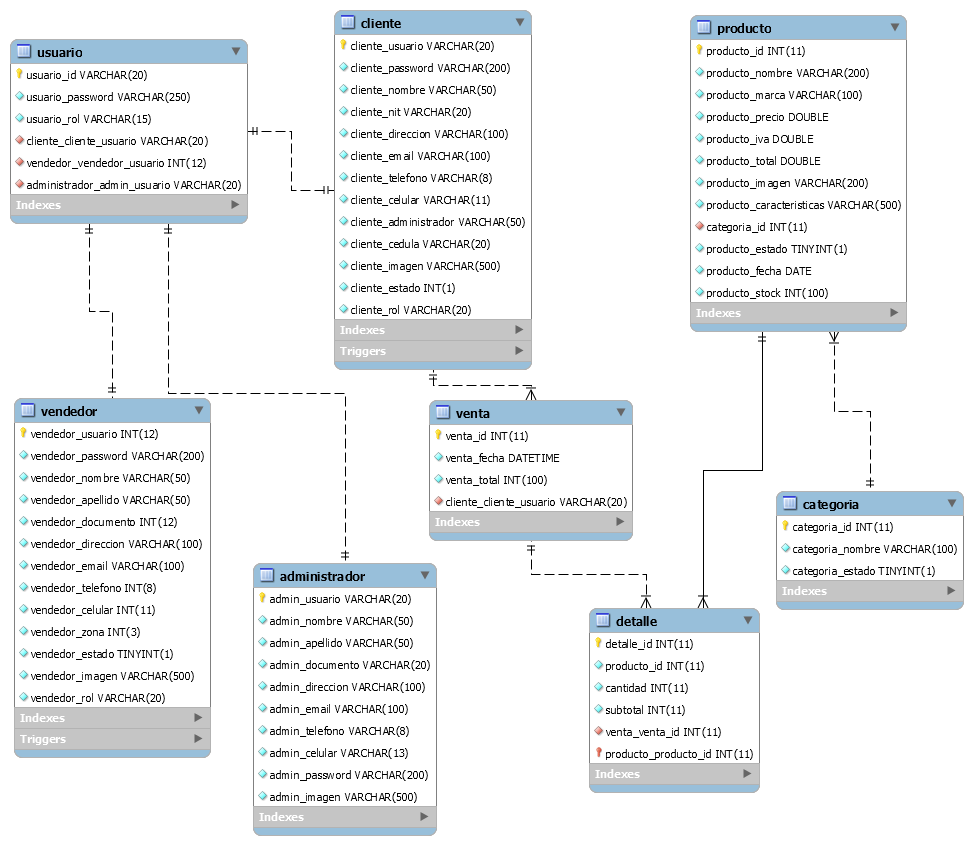 usuario
usuario_id VARCHAR(20)
usuario_password VARCHAR(250)
usuario_rol VARCHAR(15)
cliente_cliente_usuario VARCHAR(20)
vendedor_vendedor_usuario INT(12)
administrador_admin_usuario VARCHAR(20)
Indexes
cliente
cliente_usuario VARCHAR(20)
cliente_password VARCHAR(200)
cliente_nombre VARCHAR(50)
cliente_nit VARCHAR(20)
cliente_direccion VARCHAR(100)
cliente_email VARCHAR(100)
cliente_telefono VARCHAR(8)
cliente_celular VARCHAR(11)
cliente_administrador VARCHAR(50)
cliente_cedula VARCHAR(20)
cliente_imagen VARCHAR(500)
cliente_estado INT(1)
cliente_rol VARCHAR(20)
Indexes
Triggers
producto
producto_id INT(11)
producto_nombre VARCHAR(200)
producto_marca VARCHAR(100)
producto_precio DOUBLE
producto_iva DOUBLE
producto_total DOUBLE
producto_imagen VARCHAR(200)
producto_caracteristicas VARCHAR(500)
categoria_id INT(11)
producto_estado TINYINT(1)
producto_fecha DATE
producto_stock INT(100)
Indexes
vendedor
vendedor_usuario INT(12)
vendedor_password VARCHAR(200)
vendedor_nombre VARCHAR(50)
vendedor_apellido VARCHAR(50)
vendedor_documento INT(12)
vendedor_direccion VARCHAR(100)
vendedor_email VARCHAR(100)
vendedor_telefono INT(8)
vendedor_celular INT(11)
vendedor_zona INT(3)
vendedor_estado TINYINT(1)
vendedor_imagen VARCHAR(500)
vendedor_rol VARCHAR(20)
Indexes
Triggers
venta
venta_id INT(11)
venta_fecha DATETIME
venta_total INT(100)
cliente_cliente_usuario VARCHAR(20)
Indexes
categoria
categoria_id INT(11)
categoria_nombre VARCHAR(100)
categoria_estado TINYINT(1)
Indexes
administrador
admin_usuario VARCHAR(20)
admin_nombre VARCHAR(50)
admin_apellido VARCHAR(50)
admin_documento VARCHAR(20)
admin_direccion VARCHAR(100)
admin_email VARCHAR(100)
admin_telefono VARCHAR(8)
admin_celular VARCHAR(13)
admin_password VARCHAR(200)
admin_imagen VARCHAR(500)
Indexes
detalle
detalle_id INT(11)
producto_id INT(11)
cantidad INT(11)
subtotal INT(11)
venta_venta_id INT(11)
producto_producto_id INT(11)
Indexes